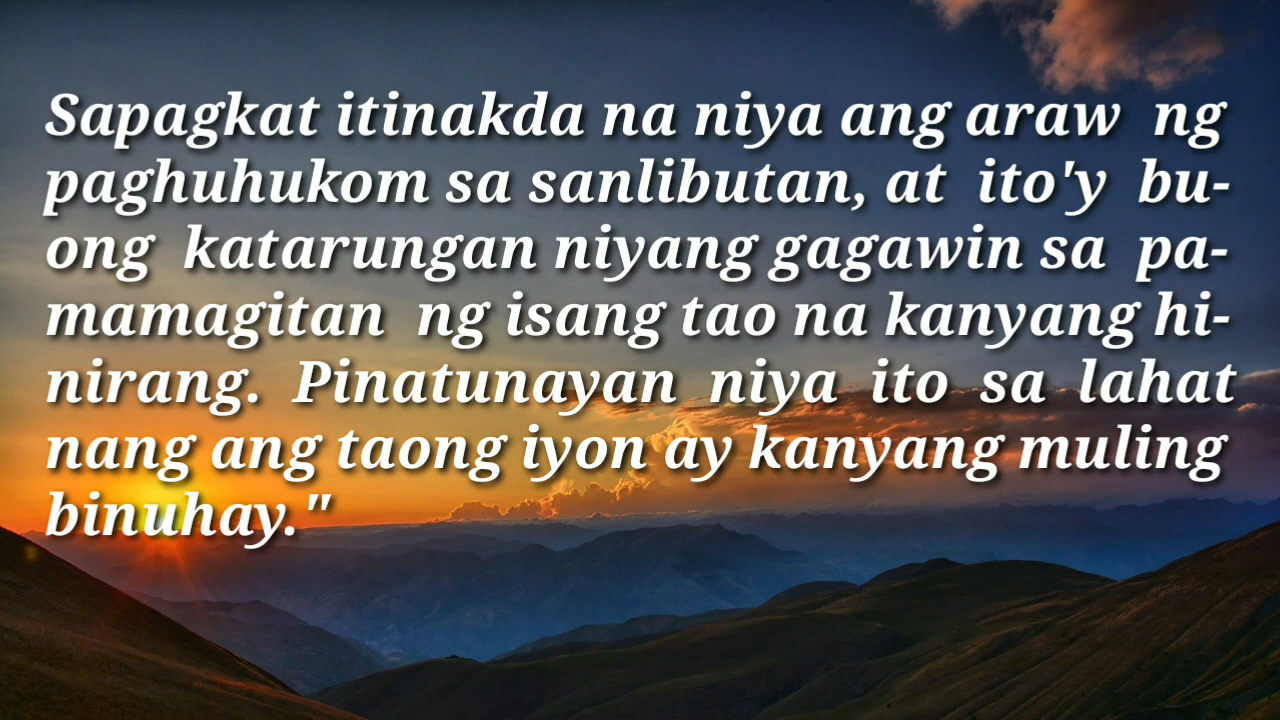 Sapagkat itinakda na niya ang araw ng
paghuhukom sa sanlibutan, at ito'y bu-
ong katarungan niyang gagawin sa pa-
mamagitan ng isang tao na kanyang hi-
nirang. Pinatunayan niya ito sa lahat
nang ang taong iyon ay kanyang muling
binuhay."